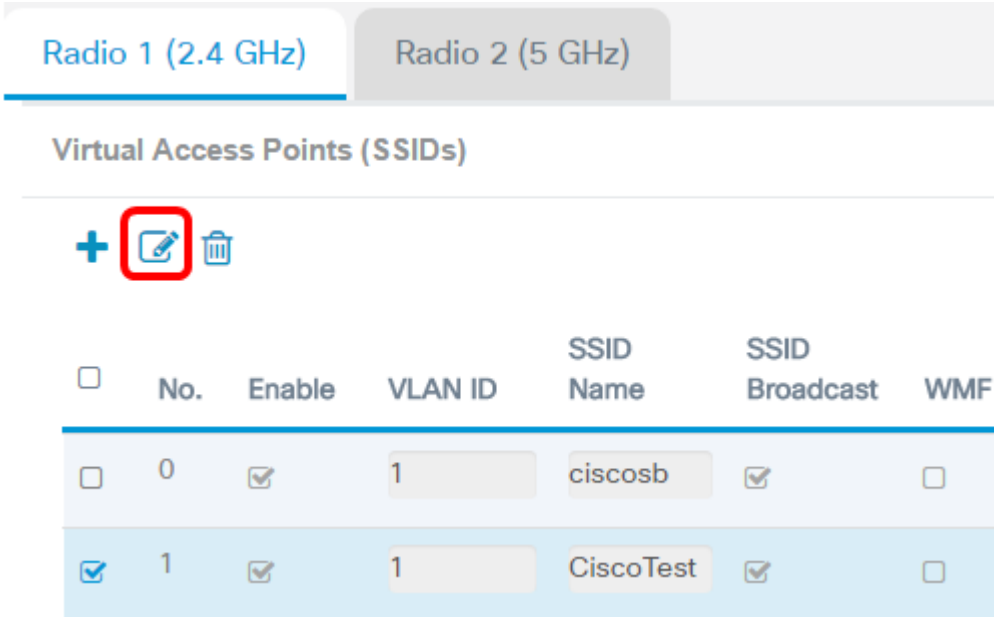 Radio 1 (2.4 GHz) Radio 2 (5 GHz)
Virtual Access Points (SSIDs)
No. Enable VLAN ID SSID Name SSID Broadcast WMF
0 1 ciscosb
1 1 CiscoTest